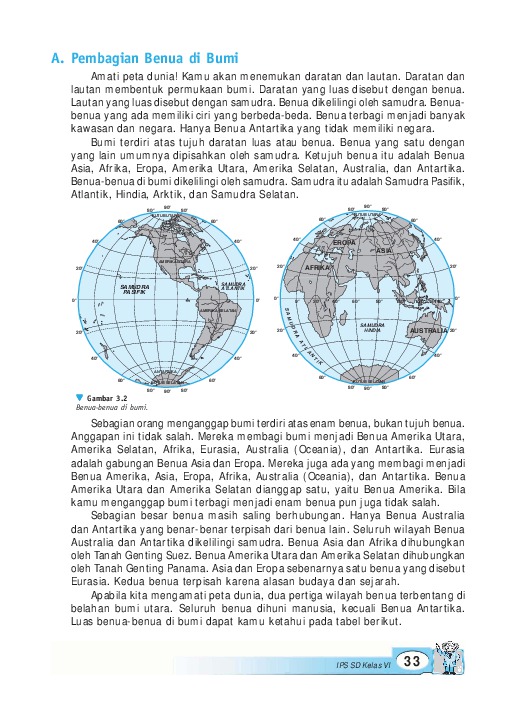 A. Pembagian Benua di Bumi
Amati peta dunia! Kamu akan menemukan daratan dan lautan. Daratan dan
lautan membentuk permukaan bumi. Daratan yang luas disebut dengan benua.
Lautan yang luas disebut dengan samudra. Benua dikelilingi oleh samudra. Benua-
benua yang ada memiliki ciri yang berbeda-beda. Benua terbagi menjadi banyak
kawasan dan negara. Hanya Benua Antartika yang tidak memiliki negara.
Bumi terdiri atas tujuh daratan luas atau benua. Benua yang satu dengan
yang lain umumnya dipisahkan oleh samudra. Ketujuh benua itu adalah Benua
Asia, Afrika, Eropa, Amerika Utara, Amerika Selatan, Australia, dan Antartika.
Benua-benua di bumi dikelilingi oleh samudra. Samudra itu adalah Samudra Pasifik,
Atlantik, Hindia, Arktik, dan Samudra Selatan.
SAMUDRA
PASIFIK
SAMUDRA
ATLANTIK
AMERIKA SELATAN
EROPA
ASIA
AFRIKA
SAMUDRA
HINDIA
AUSTRALIA
SAMUDRA ATLANTIK
Gambar 3.2
Benua-benua di bumi.
Sebagian orang menganggap bumi terdiri atas enam benua, bukan tujuh benua.
Anggapan ini tidak salah. Mereka membagi bumi menjadi Benua Amerika Utara,
Amerika Selatan, Afrika, Eurasia, Australia (Oceania), dan Antartika. Eurasia
adalah gabungan Benua Asia dan Eropa. Mereka juga ada yang membagi menjadi
Benua Amerika, Asia, Eropa, Afrika, Australia (Oceania), dan Antartika. Benua
Amerika Utara dan Amerika Selatan dianggap satu, yaitu Benua Amerika. Bila
kamu menganggap bumi terbagi menjadi enam benua pun juga tidak salah.
Sebagian besar benua masih saling berhubungan. Hanya Benua Australia
dan Antartika yang benar-benar terpisah dari benua lain. Seluruh wilayah Benua
Australia dan Antartika dikelilingi samudra. Benua Asia dan Afrika dihubungkan
oleh Tanah Genting Suez. Benua Amerika Utara dan Amerika Selatan dihubungkan
oleh Tanah Genting Panama. Asia dan Eropa sebenarnya satu benua yang disebut
Eurasia. Kedua benua terpisah karena alasan budaya dan sejarah.
Apabila kita mengamati peta dunia, dua pertiga wilayah benua terbentang di
belahan bumi utara. Seluruh benua dihuni manusia, kecuali Benua Antartika.
Luas benua-benua di bumi dapat kamu ketahui pada tabel berikut.
IPS SD Kelas VI
33